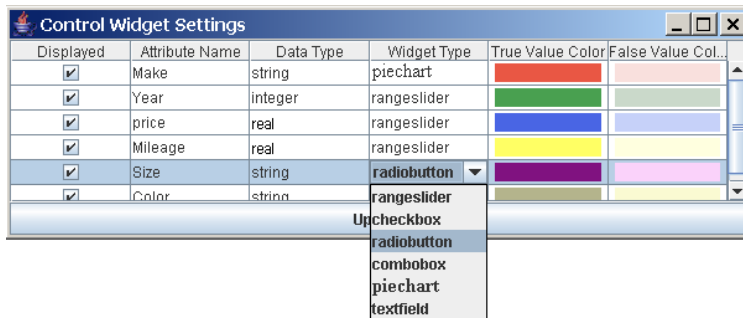 Control Widget Settings
Displayed Attribute Name Data Type Widget Type True Value Color False Value Col...
Make string piechart
Year integer rangeslider
price real rangeslider
Mileage real rangeslider
Size string radiobutton
Color string
rangeslider
Up
checkbox
radiobutton
combobox
piechart
textfield